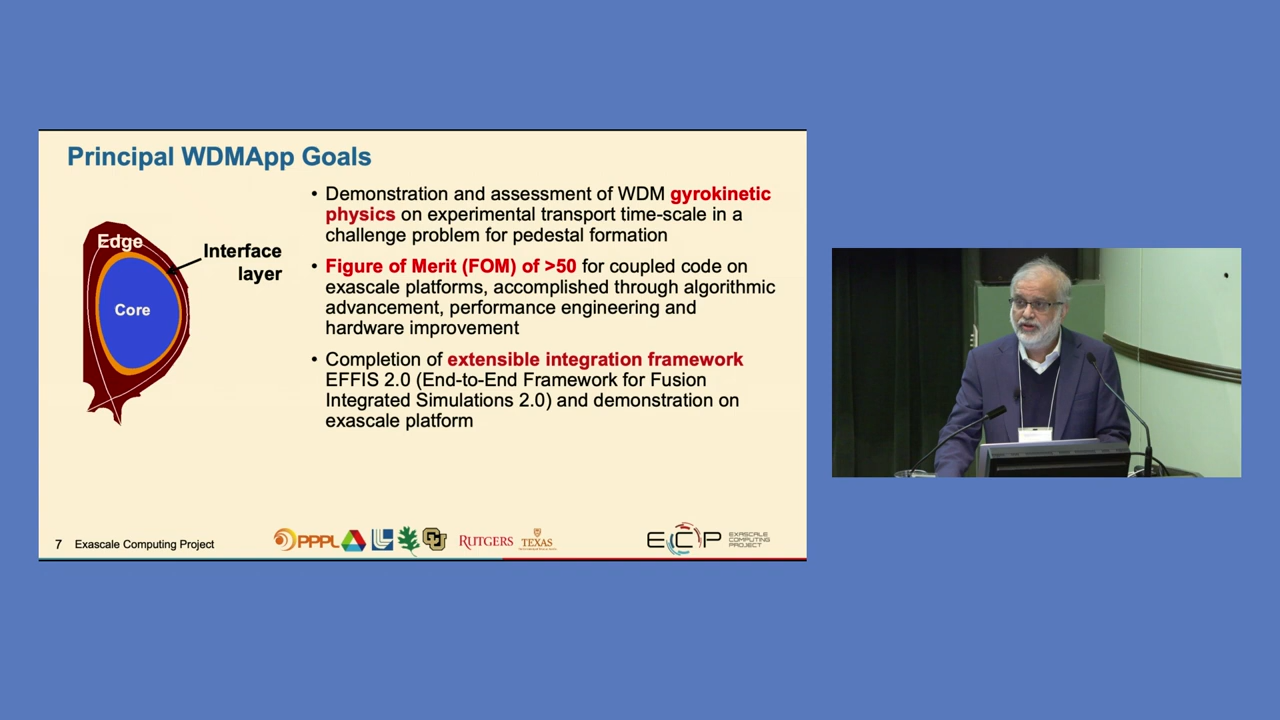 Principal WDMApp Goals
Edge
Interface
layer
Core
• Demonstration and assessment of WDM gyrokinetic
physics on experimental transport time-scale in a
challenge problem for pedestal formation
• Figure of Merit (FOM) of >50 for coupled code on
exascale platforms, accomplished through algorithmic
advancement, performance engineering and
hardware improvement
• Completion of extensible integration framework
EFFIS 2.0 (End-to-End Framework for Fusion
Integrated Simulations 2.0) and demonstration on
exascale platform
7 Exascale Computing Project
PPPL
CU
RUTGERS
TEXAS
ECP
EXASCALE
COMPUTING
PROJECT